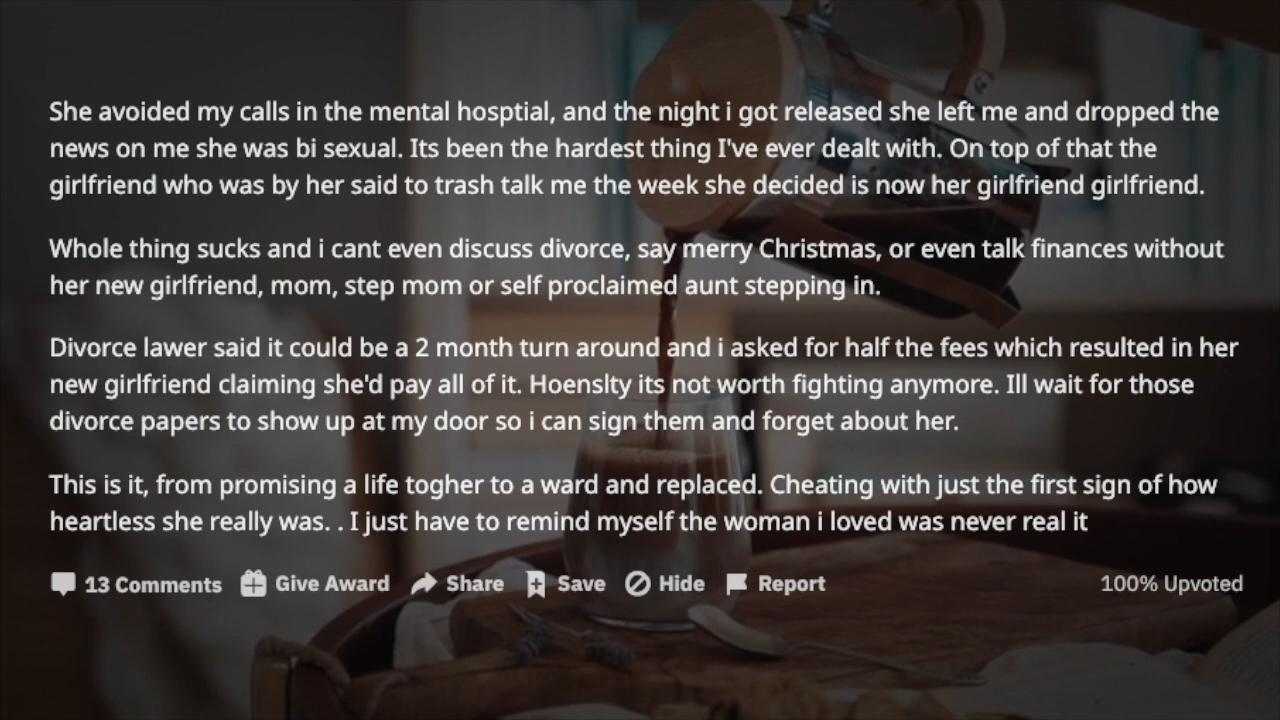 She avoided my calls in the mental hosptial, and the night i got released she left me and dropped the
news on me she was bi sexual. Its been the hardest thing I've ever dealt with. On top of that the
girlfriend who was by her said to trash talk me the week she decided is now her girlfriend girlfriend.
Whole thing sucks and i cant even discuss divorce, say merry Christmas, or even talk finances without
her new girlfriend, mom, step mom or self proclaimed aunt stepping in.
Divorce lawer said it could be a 2 month turn around and i asked for half the fees which resulted in her
new girlfriend claiming she'd pay all of it. Hoenslty its not worth fighting anymore. Ill wait for those
divorce papers to show up at my door so i can sign them and forget about her.
This is it, from promising a life togher to a ward and replaced. Cheating with just the first sign of how
heartless she really was. . I just have to remind myself the woman i loved was never real it
13 Comments Give Award Share Save Hide Report 100% Upvoted